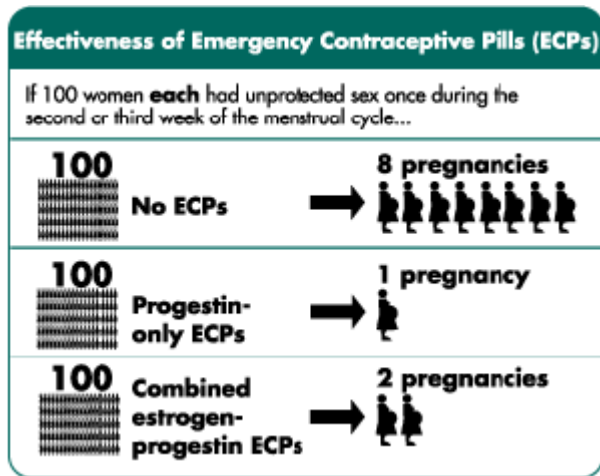 Effectiveness of Emergency Contraceptive Pills (ECPs)
If 100 women each had unprotected sex once during the
second or third week of the menstrual cycle...
100
No ECPs
8 pregnancies
100
Progestin-
only ECPs
1 pregnancy
100
Combined
estrogen-
progestin ECPs
2 pregnancies